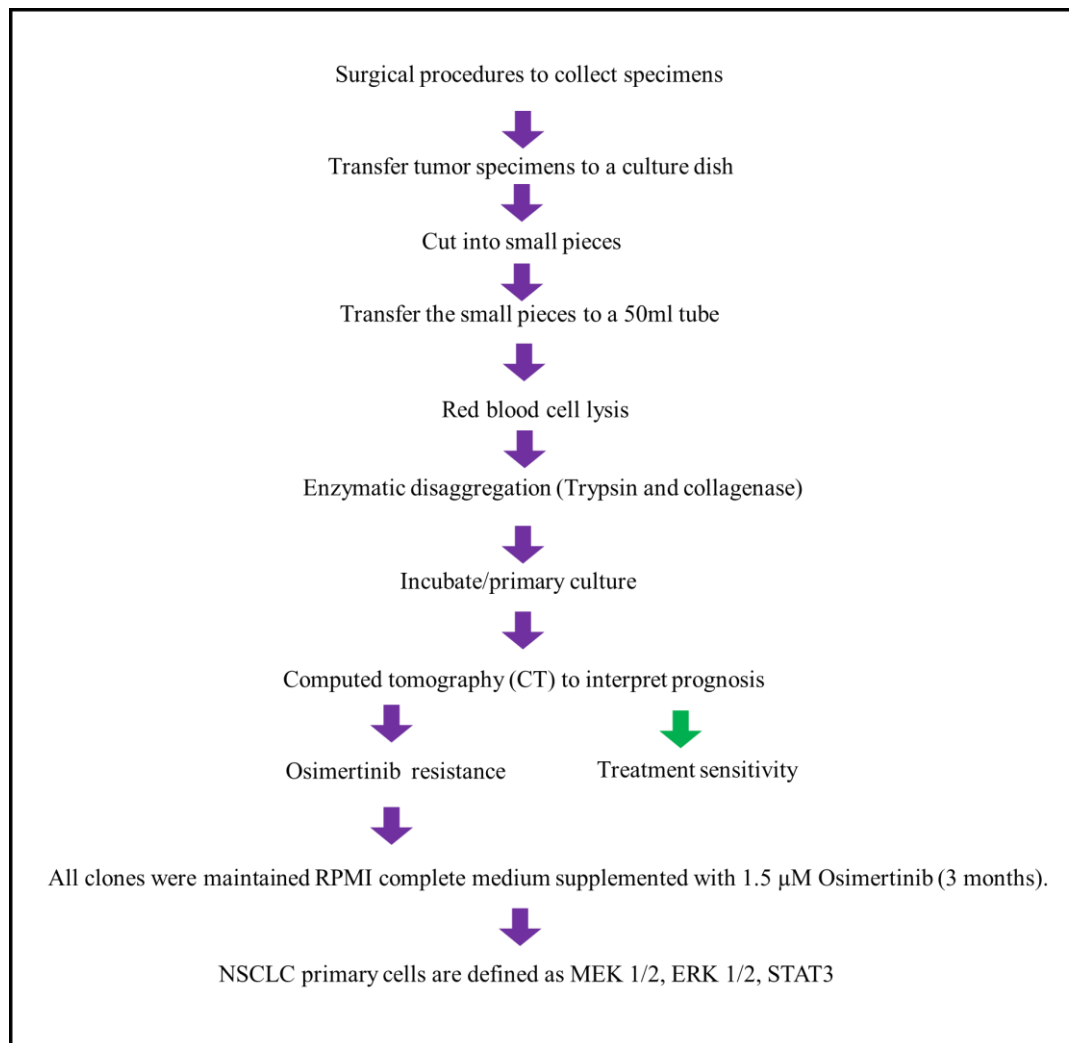 Surgical procedures to collect specimens
Transfer tumor specimens to a culture dish
Cut into small pieces
Transfer the small pieces to a 50ml tube
Red blood cell lysis
Enzymatic disaggregation (Trypsin and collagenase)
Incubate/primary culture
Computed tomography (CT) to interpret prognosis
Osimertinib resistance
Treatment sensitivity
All clones were maintained RPMI complete medium supplemented with 1.5 μM Osimertinib (3 months).
NSCLC primary cells are defined as MEK 1/2, ERK 1/2, STAT3